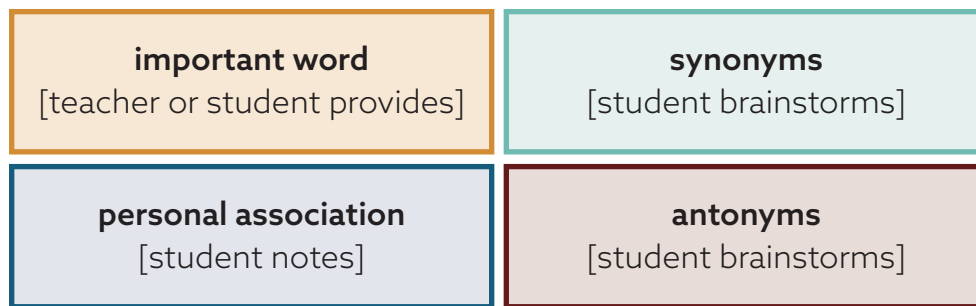 important word
[teacher or student provides]
synonyms
[student brainstorms]
personal association
[student notes]
antonyms
[student brainstorms]